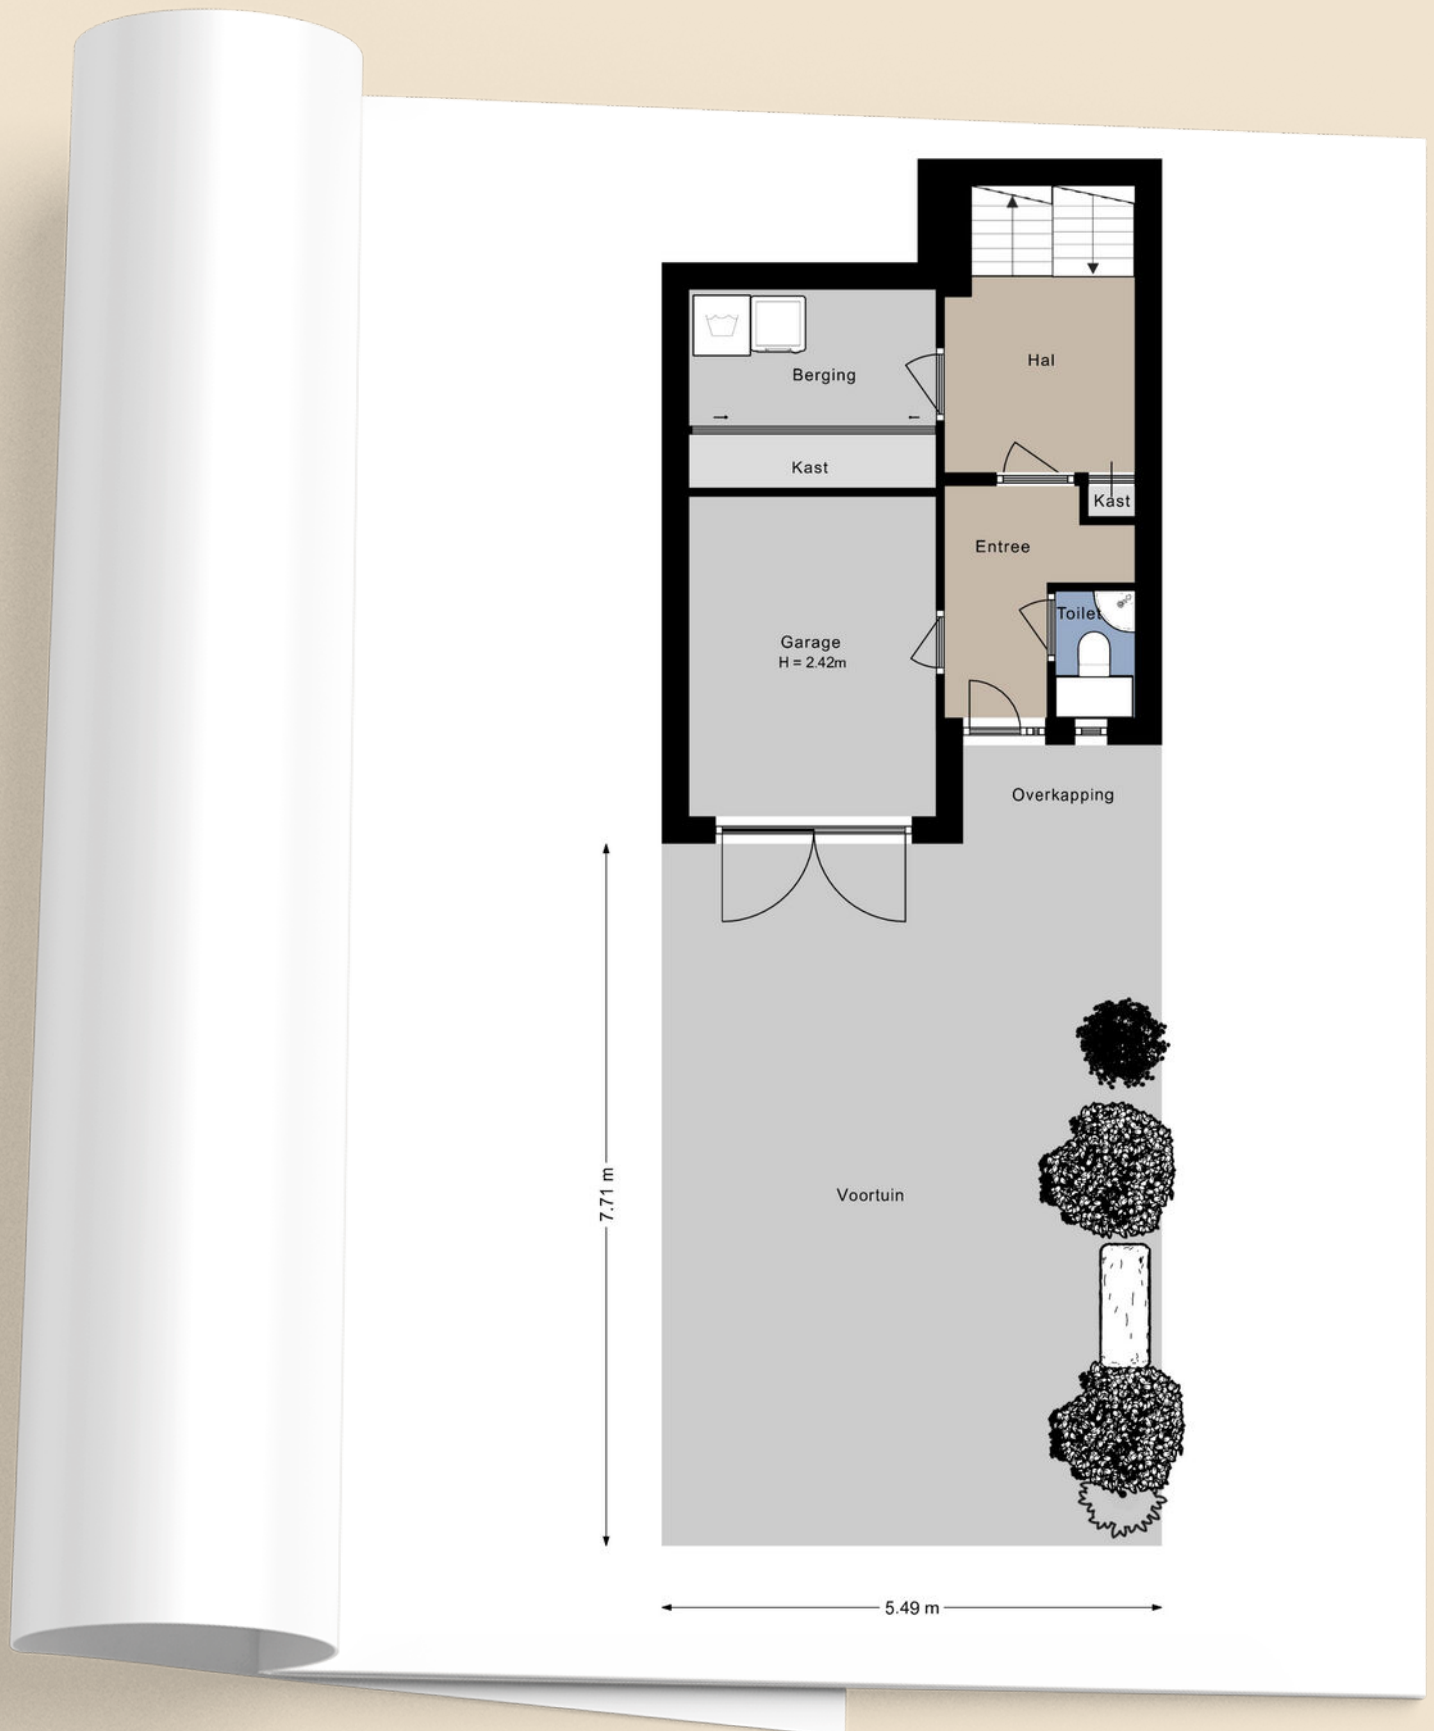 Hal
Berging
Kast
Kast
Entree
Toilet
Garage
H = 2.42m
Overkapping
7.71 m
Voortuin
5.49 m